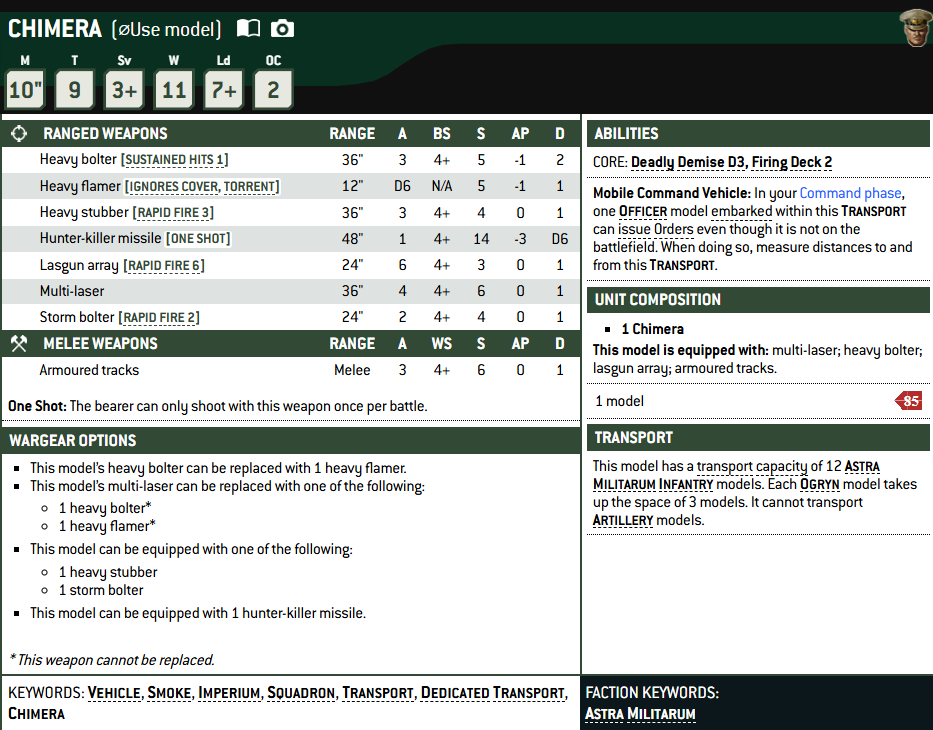 CHIMERA (⌀Use model)
M T Sv W Ld OC
10" 9 3+ 11 7+ 2
RANGED WEAPONS RANGE A BS S AP D
Heavy bolter [SUSTAINED HITS 1] 36" 3 4+ 5 -1 2
Heavy flamer [IGNORES COVER, TORRENT] 12" D6 N/A 5 -1 1
Heavy stubber [RAPID FIRE 3] 36" 3 4+ 4 0 1
Hunter-killer missile [ONE SHOT] 48" 1 4+ 14 -3 D6
Lasgun array [RAPID FIRE 6] 24" 6 4+ 3 0 1
Multi-laser 36" 4 4+ 6 0 1
Storm bolter [RAPID FIRE 2] 24" 2 4+ 4 0 1
MELEE WEAPONS RANGE A WS S AP D
Armoured tracks Melee 3 4+ 6 0 1
One Shot: The bearer can only shoot with this weapon once per battle.
WARGEAR OPTIONS
▪ This model's heavy bolter can be replaced with 1 heavy flamer.
▪ This model's multi-laser can be replaced with one of the following:
○ 1 heavy bolter*
○ 1 heavy flamer*
▪ This model can be equipped with one of the following:
○ 1 heavy stubber
○ 1 storm bolter
▪ This model can be equipped with 1 hunter-killer missile.
*This weapon cannot be replaced.
ABILITIES
CORE: Deadly Demise D3, Firing Deck 2
Mobile Command Vehicle: In your Command phase,
one OFFICER model embarked within this TRANSPORT
can issue Orders even though it is not on the
battlefield. When doing so, measure distances to and
from this TRANSPORT.
UNIT COMPOSITION
▪ 1 Chimera
This model is equipped with: multi-laser; heavy bolter;
lasgun array; armoured tracks.
1 model 85
TRANSPORT
This model has a transport capacity of 12 ASTRA
MILITARUM INFANTRY models. Each OGRYN model takes
up the space of 3 models. It cannot transport
ARTILLERY models.
KEYWORDS: VEHICLE, SMOKE, IMPERIUM, SQUADRON, TRANSPORT, DEDICATED TRANSPORT,
CHIMERA
FACTION KEYWORDS:
ASTRA MILITARUM